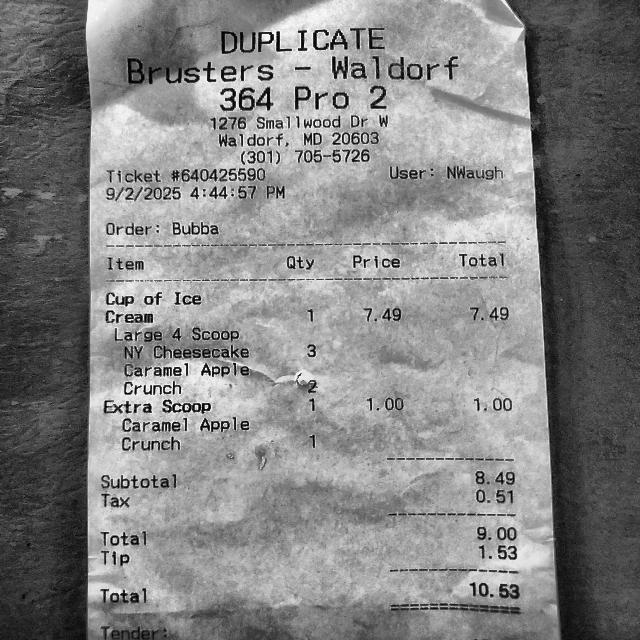 DUPLICATE
Brusters - Waldorf
364 Pro 2
1276 Smallwood Dr W
Waldorf, MD 20603
(301) 705-5726
Ticket #640425590 User: NWaugh
9/2/2025 4:44:57 PM
Order: Bubba
Item Qty Price Total
Cup of Ice
Cream 1 7.49 7.49
Large 4 Scoop
NY Cheesecake 3
Caramel Apple
Crunch 2
Extra Scoop 1 1.00 1.00
Caramel Apple
Crunch 1
Subtotal 8.49
Tax 0.51
Total 9.00
Tip 1.53
Total 10.53
Tender: